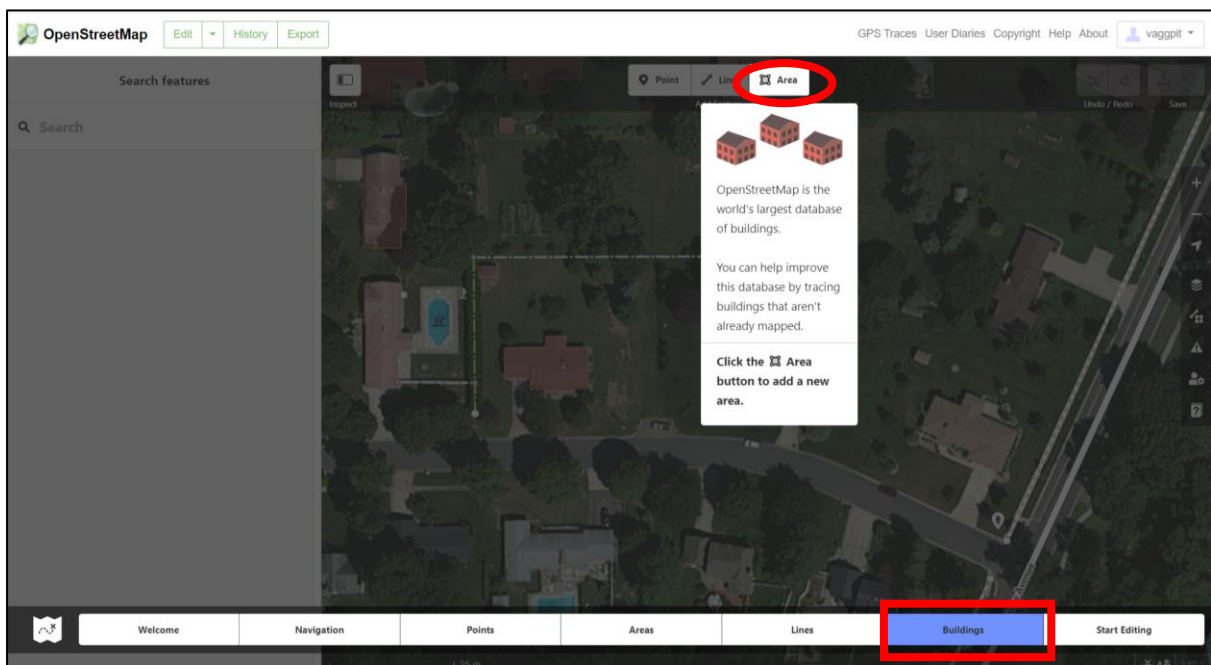 OpenStreetMap Edit History Export GPS Traces User Diaries Copyright Help About vaggpit
Search features
Point Line Area
Inspect
Undo / Redo Save
Search
OpenStreetMap is the
world's largest database
of buildings.
You can help improve
this database by tracing
buildings that aren't
already mapped.
Click the Area
button to add a new
area.
Welcome Navigation Points Areas Lines Buildings Start Editing
25 m